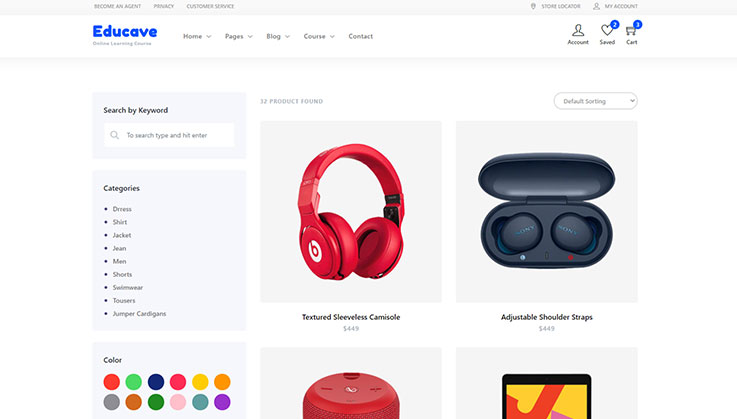 BECOME AN AGENT PRIVACY CUSTOMER SERVICE STORE LOCATOR MY ACCOUNT
Educave
Online Learning Course
Home Pages Blog Course Contact
2 3
Account Saved Cart
Search by Keyword
To search type and hit enter
32 PRODUCT FOUND
Default Sorting
Categories
Drress
Shirt
Jacket
Jean
Men
Shorts
Swimwear
Tousers
Jumper Cardigans
b
SONY SONY
Textured Sleeveless Camisole
$449
Adjustable Shoulder Straps
$449
Color